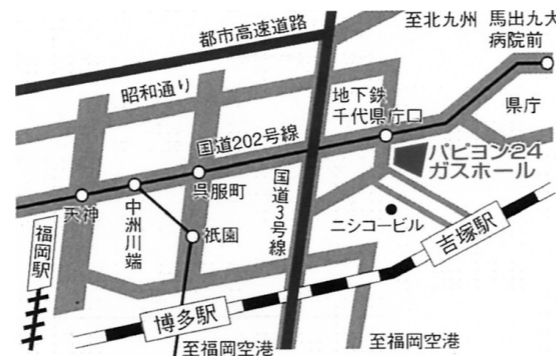 至北九州
馬出九大
病院前
都市高速道路
昭和通り
地下鉄
千代県庁口
県庁
国道202号線
パピヨン24
ガスホール
呉服町
天神
中洲川端
国道3号線
ニシコービル
祇園
吉塚駅
福岡駅
博多駅
至福岡空港
至福岡空港